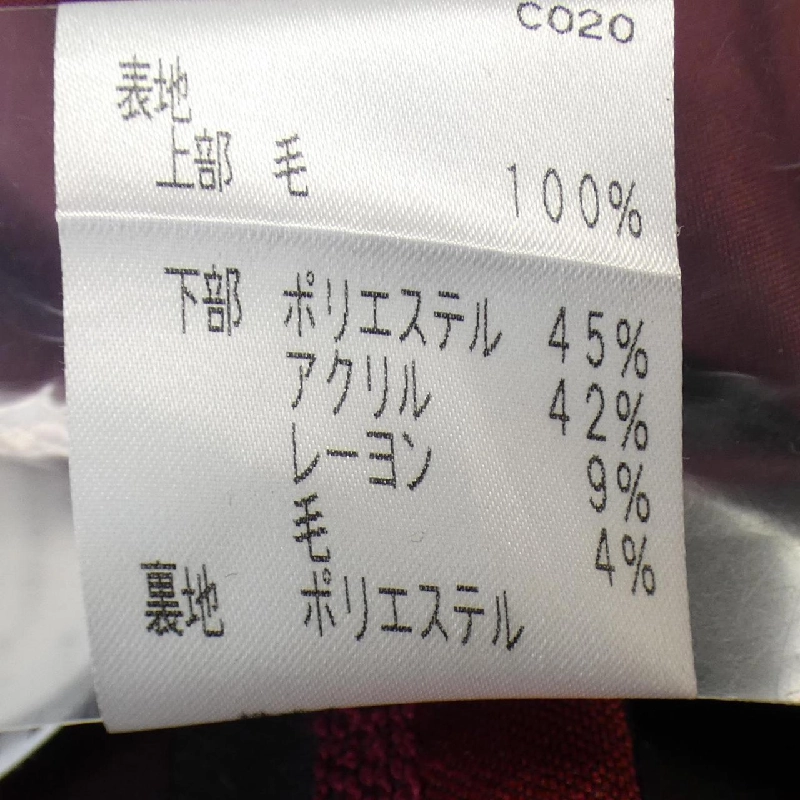 C020
表地
上部 毛 100%
下部 ポリエステル 45%
アクリル 42%
レーヨン 9%
毛 4%
裏地 ポリエステル